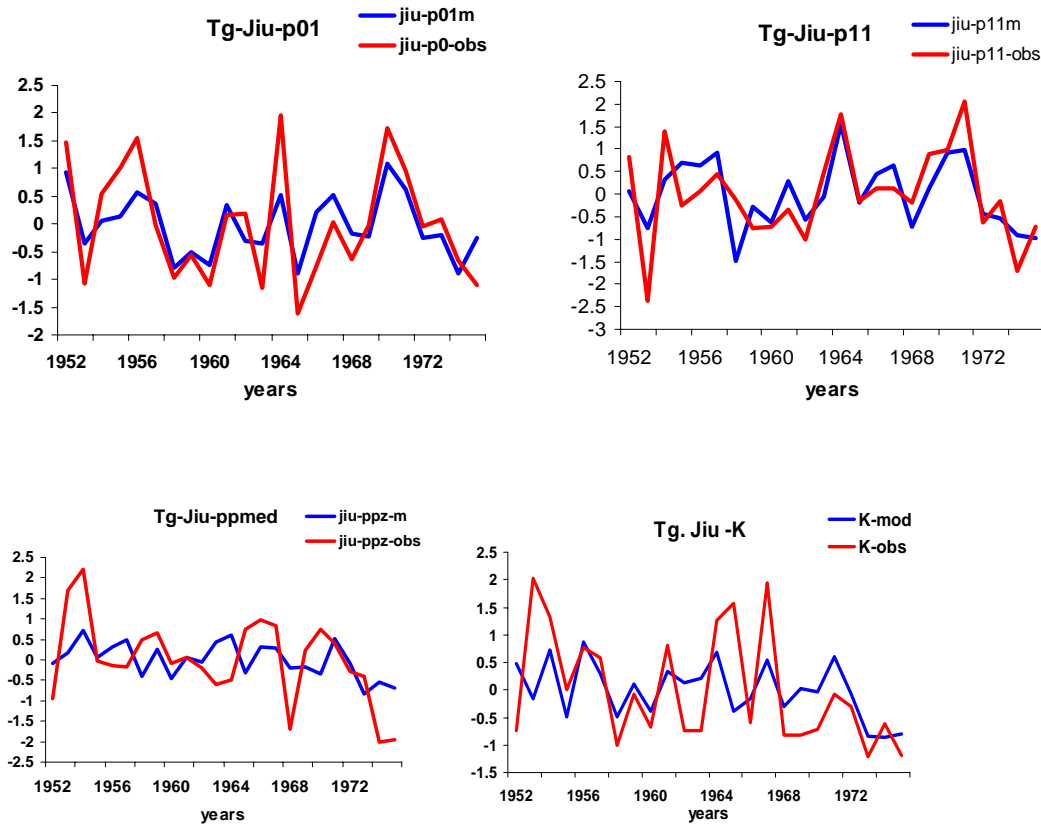 Tg-Jiu-p01
jiu-p01m
jiu-p0-obs
2.5
2
1.5
1
0.5
0
-0.5
-1
-1.5
-2
1952 1956 1960 1964 1968 1972
years
Tg-Jiu-p11
jiu-p11m
jiu-p11-obs
2.5
2
1.5
1
0.5
0
-0.5
-1
-1.5
-2
-2.5
-3
1952 1956 1960 1964 1968 1972
years
Tg-Jiu-ppmed
jiu-ppz-m
jiu-ppz-obs
2.5
2
1.5
1
0.5
0
-0.5
-1
-1.5
-2
-2.5
1952 1956 1960 1964 1968 1972
years
Tg. Jiu -K
K-mod
K-obs
2.5
2
1.5
1
0.5
0
-0.5
-1
-1.5
1952 1956 1960 1964 1968 1972
years